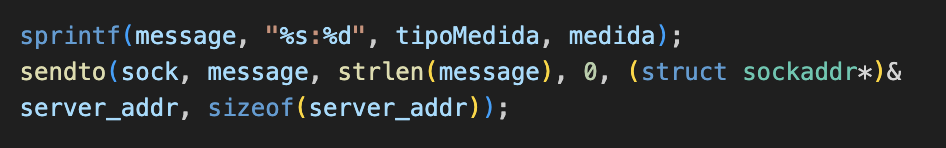 sprintf(message, "%s:%d", tipoMedida, medida);
sendto(sock, message, strlen(message), 0, (struct sockaddr*)&
server_addr, sizeof(server_addr));